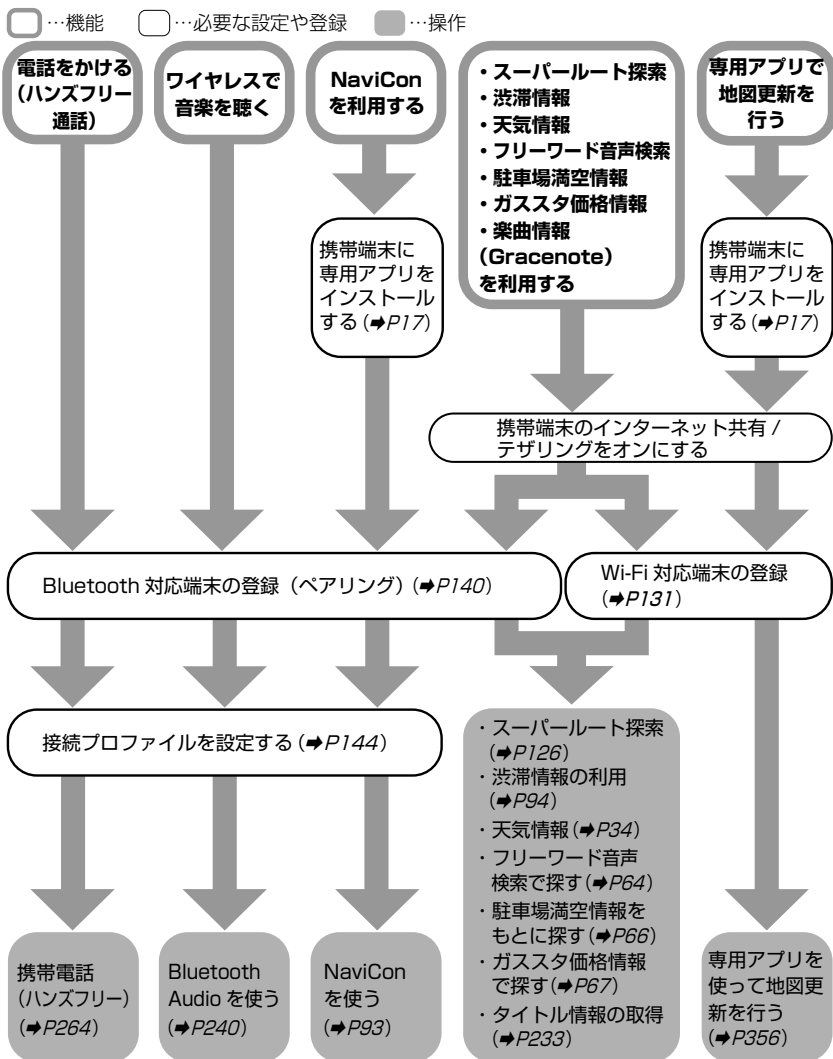 …機能 …必要な設定や登録 …操作
電話をかける
(ハンズフリー
通話)
ワイヤレスで
音楽を聴く
NaviCon
を利用する
・スーパールート探索
・渋滞情報
・天気情報
・フリーワード音声検索
・駐車場満空情報
・ガススタ価格情報
・楽曲情報
(Gracenote)
を利用する
専用アプリで
地図更新を
行う
携帯端末に
専用アプリを
インストール
する(➡P17)
携帯端末に
専用アプリを
インストール
する(➡P17)
携帯端末のインターネット共有 /
テザリングをオンにする
Bluetooth 対応端末の登録（ペアリング）(➡P140)
Wi-Fi 対応端末の登録
(➡P131)
接続プロファイルを設定する(➡P144)
携帯電話
(ハンズフリー)
(➡P264)
Bluetooth
Audio を使う
(➡P240)
NaviCon
を使う
(➡P93)
・スーパールート探索
(➡P126)
・渋滞情報の利用
(➡P94)
・天気情報(➡P34)
・フリーワード音声
検索で探す(➡P64)
・駐車場満空情報を
もとに探す(➡P66)
・ガススタ価格情報
で探す(➡P67)
・タイトル情報の取得
(➡P233)
専用アプリを
使って地図更
新を行う
(➡P356)